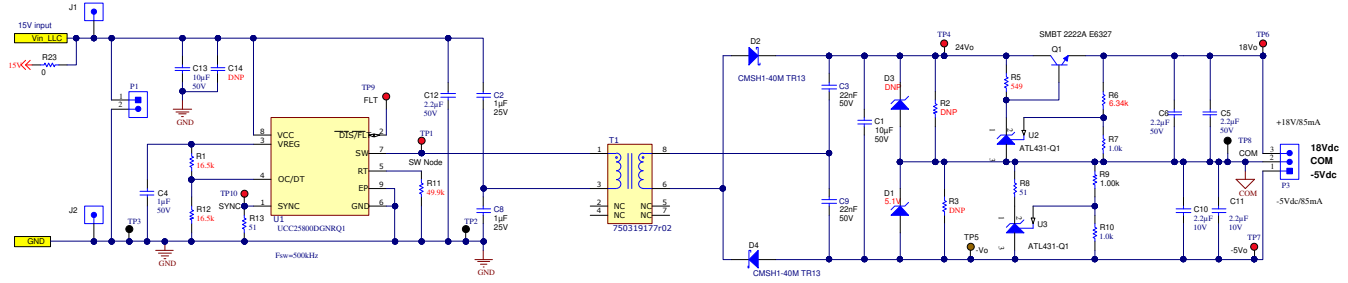 J1
15V input
Vin_LLC
15V
R23
0
C13
10µF
50V
C14
DNP
GND
P1
1
2
TP9
FLT
C12
2.2µF
50V
C2
1µF
25V
8
VCC
3
VREG
DIS/FLT
2
TP1
SW
7
SW Node
R1
16.5k
4
OC/DT
RT
TP10
EP
9
R11
49.9k
C4
1µF
50V
SYNC
1
SYNC
GND
6
R12
16.5k
R13
51
U1
UCC25800DGNRQ1
J2
TP3
TP2
C8
1µF
25V
GND
GND
GND
Fsw=500kHz
T1
1
8
3
6
2
NC
NC
5
4
NC
NC
7
750319177r02
D2
CMSH1-40M TR13
D4
CMSH1-40M TR13
C3
22nF
50V
C9
22nF
50V
C1
10µF
50V
D3
DNP
D1
5.1V
R2
DNP
R3
DNP
TP4
24Vo
TP5
-Vo
SMBT 2222A E6327
Q1
R5
549
R6
6.34k
U2
ATL431-Q1
1
2
3
R7
1.0k
R8
51
R9
1.00k
1
2
3
U3
ATL431-Q1
R10
1.0k
TP6
18Vo
C6
2.2µF
50V
C5
2.2µF
50V
TP8
COM
COM
C10
2.2µF
10V
C11
2.2µF
10V
TP7
-5Vo
+18V/85mA
3
2
1
P3
18Vdc
COM
-5Vdc
-5Vdc/85mA